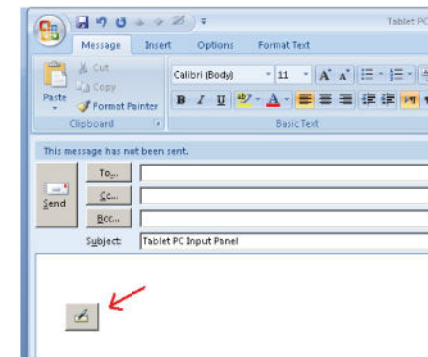 Tablet PC
Message Insert Options Format Text
Cut
Copy
Paste
Format Painter
Clipboard
Calibri (Body) 11 A A
B I U A
Basic Text
This message has not been sent.
To...
Cc...
Bcc...
Send
Subject: Tablet PC Input Panel